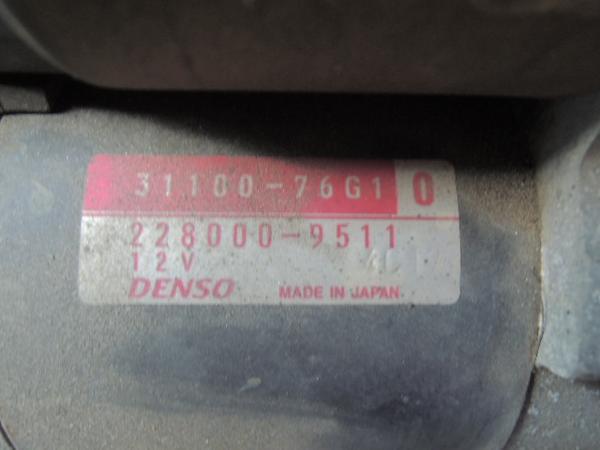 31100-76G1 0
228000-9511
12V
DENSO MADE IN JAPAN